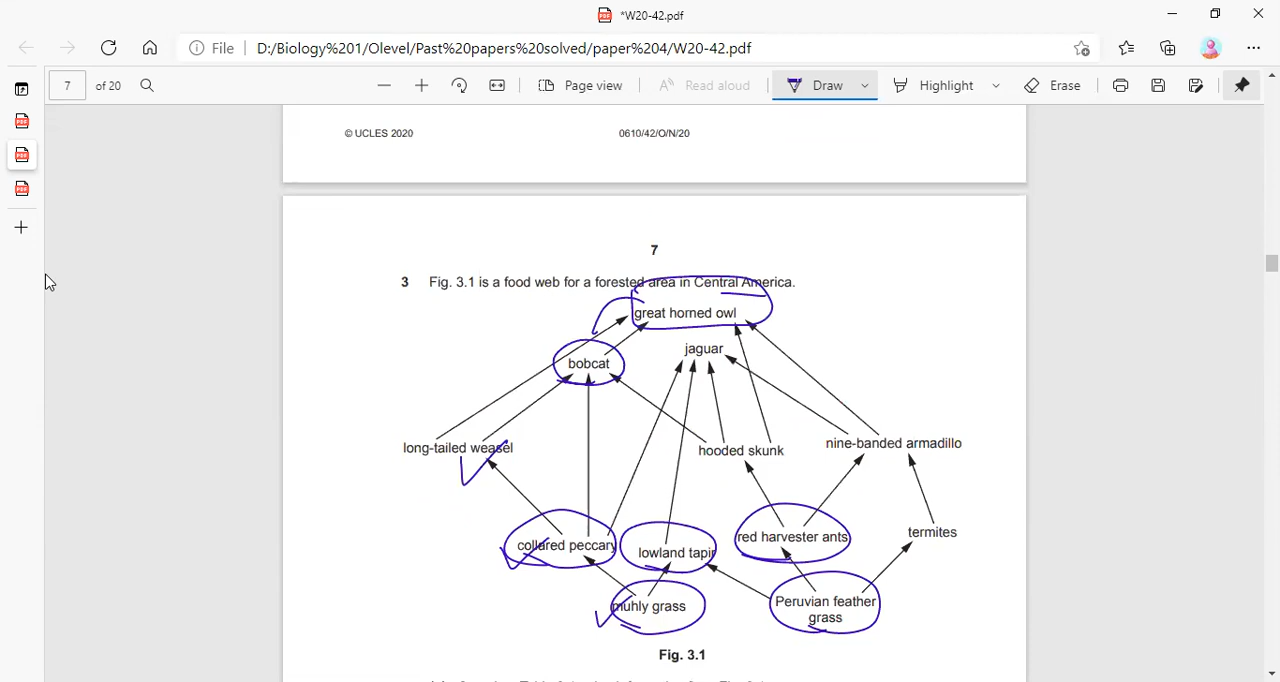 *W20-42.pdf
File D:/Biology%201/Olevel/Past%20papers%20solved/paper%204/W20-42.pdf
7 of 20 Page view Read aloud Draw Highlight Erase
© UCLES 2020 0610/42/O/N/20
7
3 Fig. 3.1 is a food web for a forested area in Central America.
great horned owl
jaguar
bobcat
long-tailed weasel hooded skunk nine-banded armadillo
collared peccary lowland tapir red harvester ants termites
muhly grass Peruvian feather
grass
Fig. 3.1